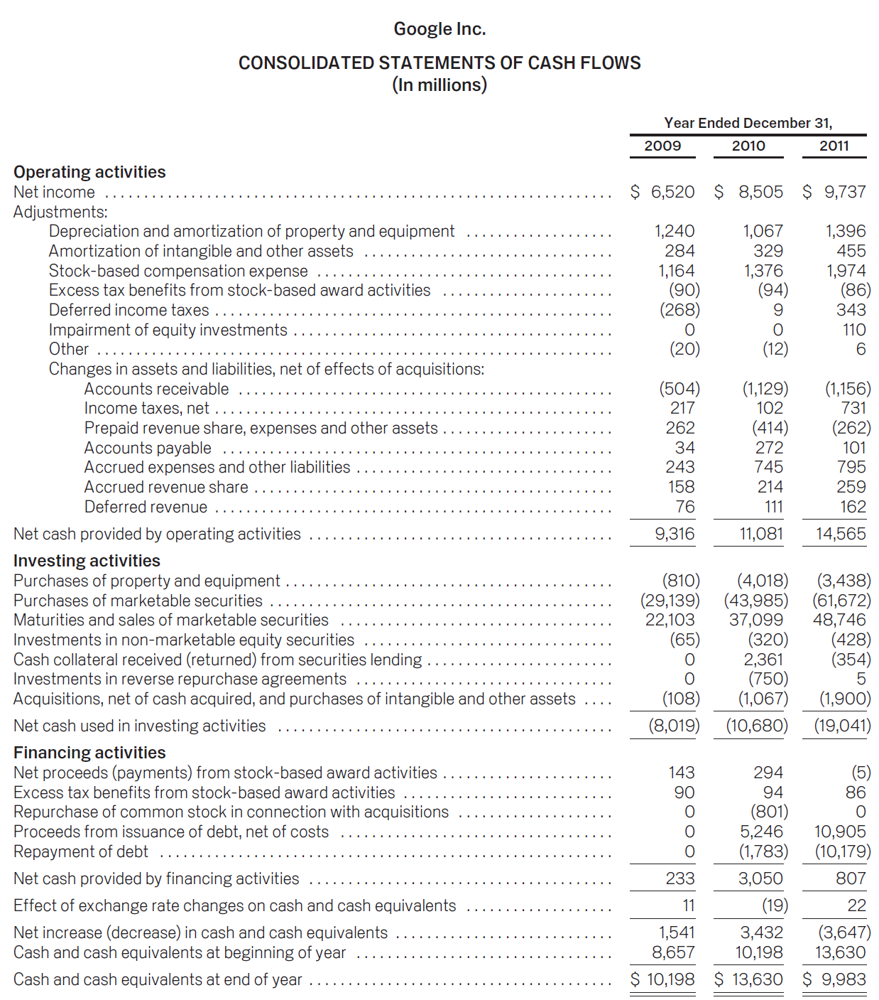 Google Inc.
CONSOLIDATED STATEMENTS OF CASH FLOWS
(In millions)
Year Ended December 31,
2009 2010 2011
Operating activities
Net income $ 6,520 $ 8,505 $ 9,737
Adjustments:
Depreciation and amortization of property and equipment 1,240 1,067 1,396
Amortization of intangible and other assets 284 329 455
Stock-based compensation expense 1,164 1,376 1,974
Excess tax benefits from stock-based award activities (90) (94) (86)
Deferred income taxes (268) 9 343
Impairment of equity investments 0 0 110
Other (20) (12) 6
Changes in assets and liabilities, net of effects of acquisitions:
Accounts receivable (504) (1,129) (1,156)
Income taxes, net 217 102 731
Prepaid revenue share, expenses and other assets 262 (414) (262)
Accounts payable 34 272 101
Accrued expenses and other liabilities 243 745 795
Accrued revenue share 158 214 259
Deferred revenue 76 111 162
Net cash provided by operating activities 9,316 11,081 14,565
Investing activities
Purchases of property and equipment (810) (4,018) (3,438)
Purchases of marketable securities (29,139) (43,985) (61,672)
Maturities and sales of marketable securities 22,103 37,099 48,746
Investments in non-marketable equity securities (65) (320) (428)
Cash collateral received (returned) from securities lending 0 2,361 (354)
Investments in reverse repurchase agreements 0 (750) 5
Acquisitions, net of cash acquired, and purchases of intangible and other assets (108) (1,067) (1,900)
Net cash used in investing activities (8,019) (10,680) (19,041)
Financing activities
Net proceeds (payments) from stock-based award activities 143 294 (5)
Excess tax benefits from stock-based award activities 90 94 86
Repurchase of common stock in connection with acquisitions 0 (801) 0
Proceeds from issuance of debt, net of costs 0 5,246 10,905
Repayment of debt 0 (1,783) (10,179)
Net cash provided by financing activities 233 3,050 807
Effect of exchange rate changes on cash and cash equivalents 11 (19) 22
Net increase (decrease) in cash and cash equivalents 1,541 3,432 (3,647)
Cash and cash equivalents at beginning of year 8,657 10,198 13,630
Cash and cash equivalents at end of year $ 10,198 $ 13,630 $ 9,983